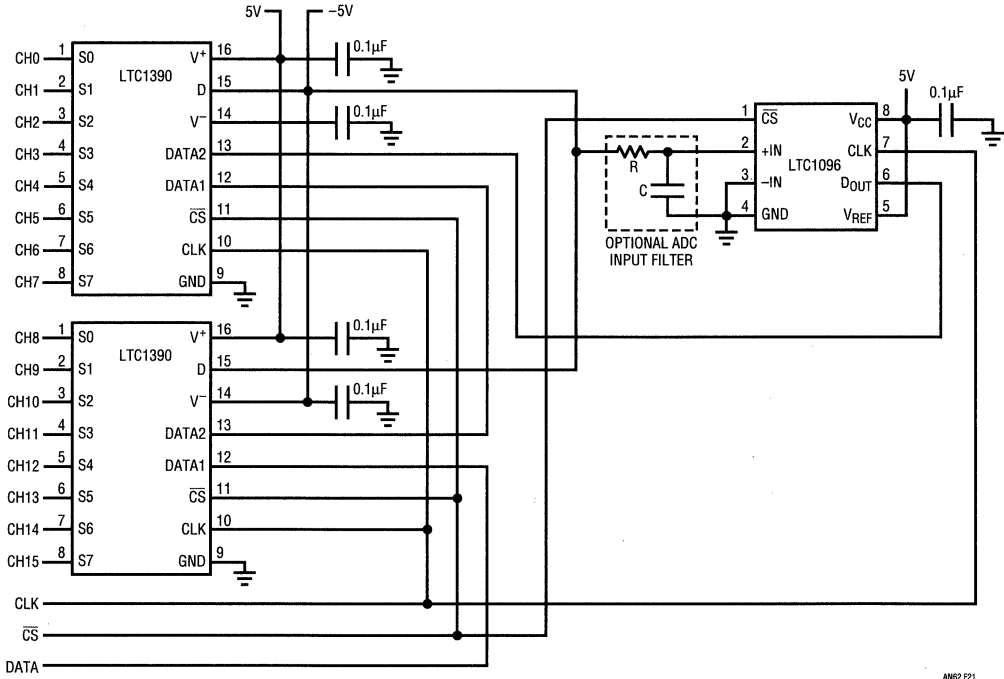 5V
–5V
CH0 1 S0 V+ 16 0.1µF
LTC1390
CH1 2 S1 D 15
CH2 3 S2 V– 14 0.1µF
CH3 4 S3 DATA2 13
CH4 5 S4 DATA1 12
CH5 6 S5 C̅S̅ 11
CH6 7 S6 CLK 10
CH7 8 S7 GND 9
CH8 1 S0 V+ 16 0.1µF
LTC1390
CH9 2 S1 D 15
CH10 3 S2 V– 14 0.1µF
CH11 4 S3 DATA2 13
CH12 5 S4 DATA1 12
CH13 6 S5 C̅S̅ 11
CH14 7 S6 CLK 10
CH15 8 S7 GND 9
CLK
C̅S̅
DATA
R
C
OPTIONAL ADC
INPUT FILTER
5V
0.1µF
1 C̅S̅ VCC 8
2 +IN CLK 7
LTC1096
3 –IN DOUT 6
4 GND VREF 5
AN62 F21